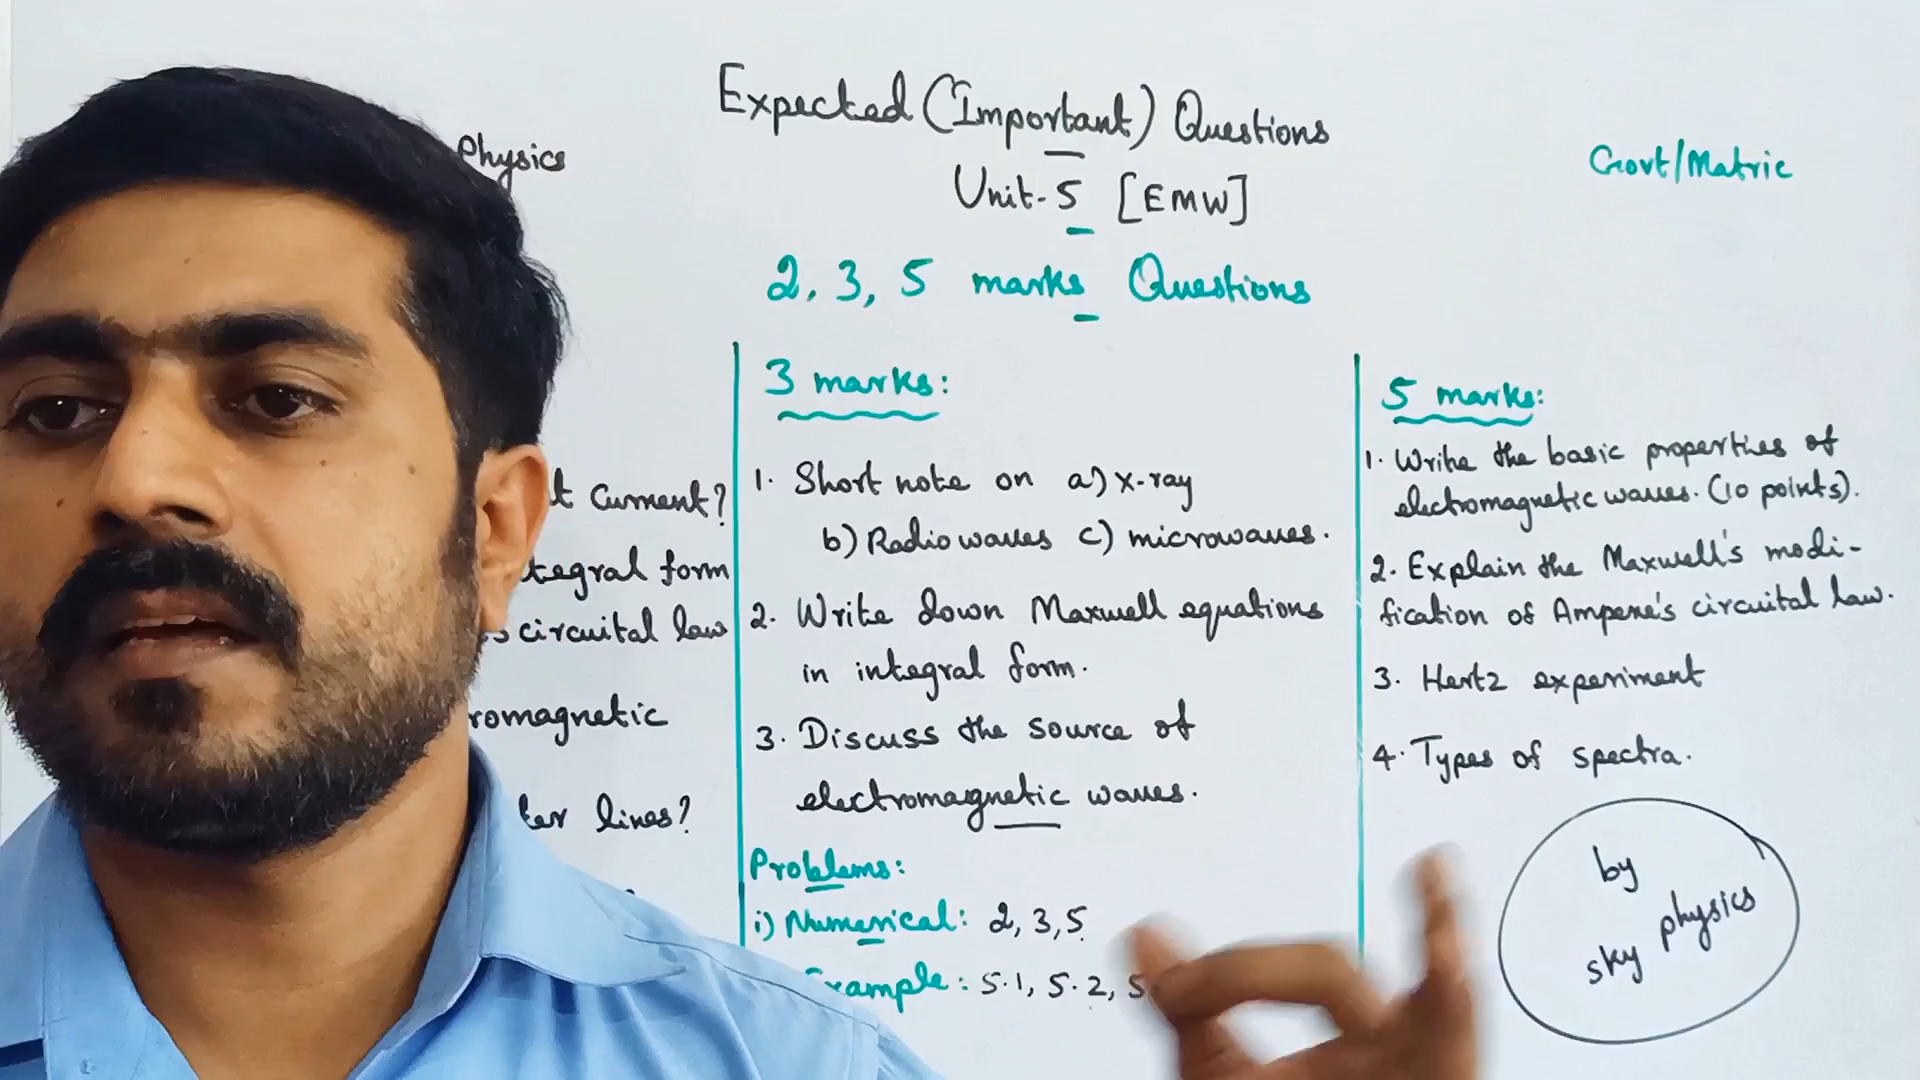 Physics
Expected (Important) Questions
Unit-5 [EMW]
2, 3, 5 marks Questions
Govt/Matric
t Current?
tegral form
s circuital law
romagnetic
ter lines?
3 marks:
1. Short note on a) x-ray
b) Radio waves c) microwaves.
2. Write down Maxwell equations
in integral form.
3. Discuss the source of
electromagnetic waves.
Problems:
i) Numerical: 2, 3, 5
xample: 5.1, 5.2, 5
5 marks:
1. Write the basic properties of
electromagnetic waves. (10 points).
2. Explain the Maxwell's modi-
fication of Ampere's circuital law.
3. Hertz experiment
4. Types of spectra.
by
sky physics